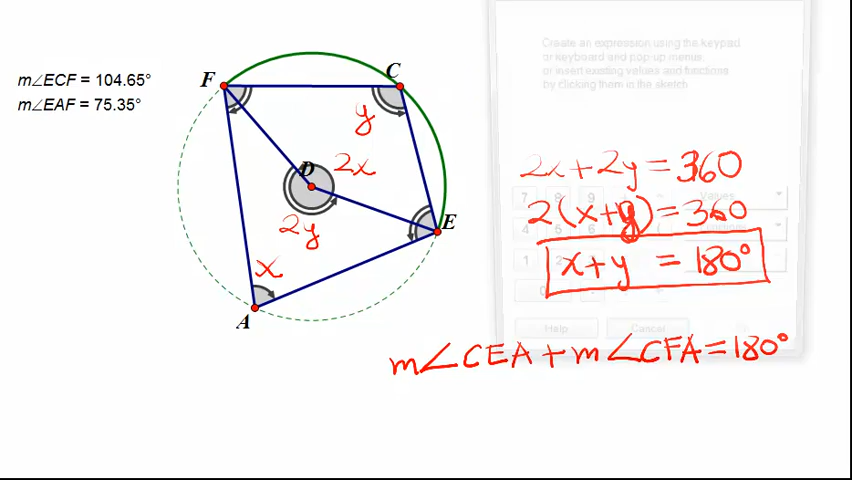 m∠ECF = 104.65°
m∠EAF = 75.35°
F
C
y
D
2x
2y
E
x
A
Create an expression using the keypad
or keyboard and pop-up menus,
or insert existing values and functions
by clicking them in the sketch.
2x+2y=360
2(x+y)=360
x+y =180°
Help
Cancel
m∠CEA+m∠CFA=180°